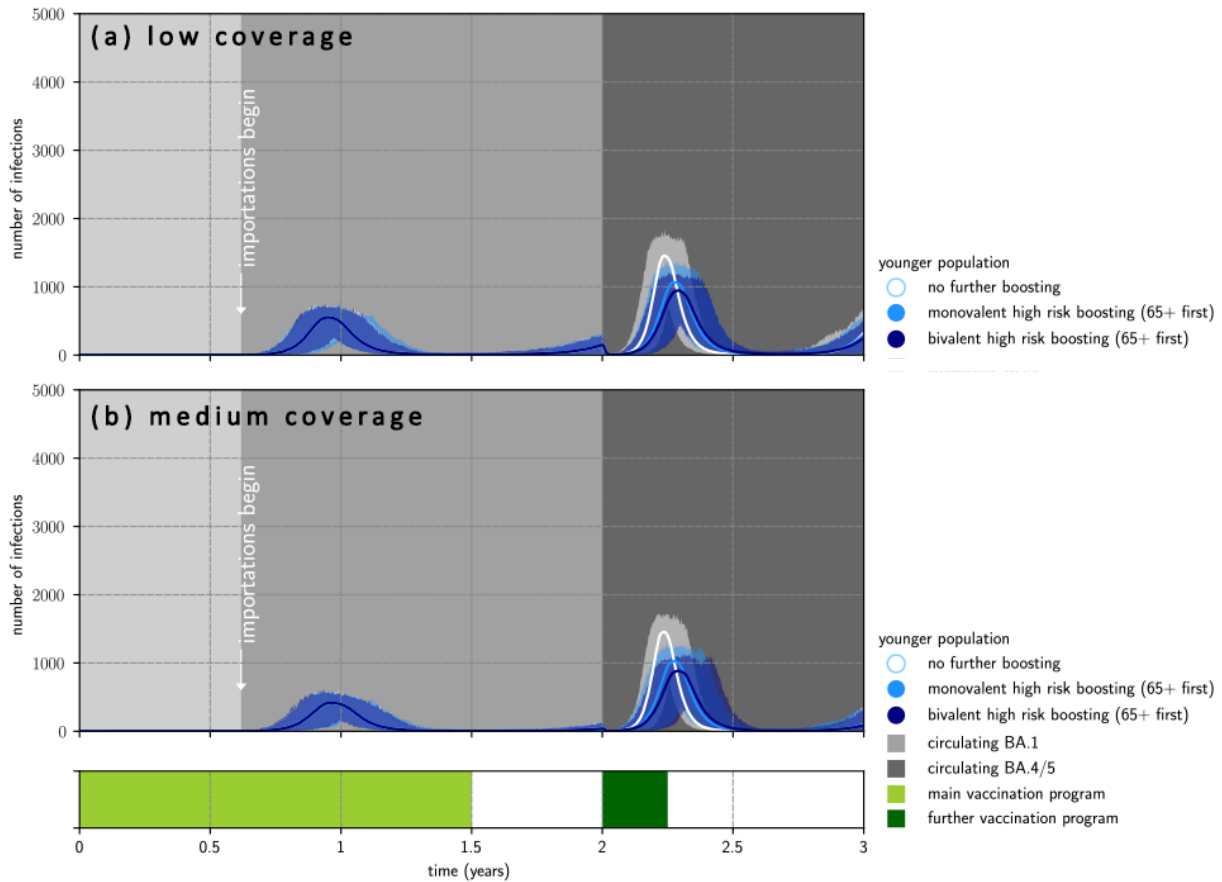 (a) low coverage
5000
4000
3000
2000
1000
0
number of infections
importations begin
younger population
no further boosting
monovalent high risk boosting (65+ first)
bivalent high risk boosting (65+ first)
(b) medium coverage
5000
4000
3000
2000
1000
0
number of infections
importations begin
younger population
no further boosting
monovalent high risk boosting (65+ first)
bivalent high risk boosting (65+ first)
circulating BA.1
circulating BA.4/5
main vaccination program
further vaccination program
0 0.5 1 1.5 2 2.5 3
time (years)